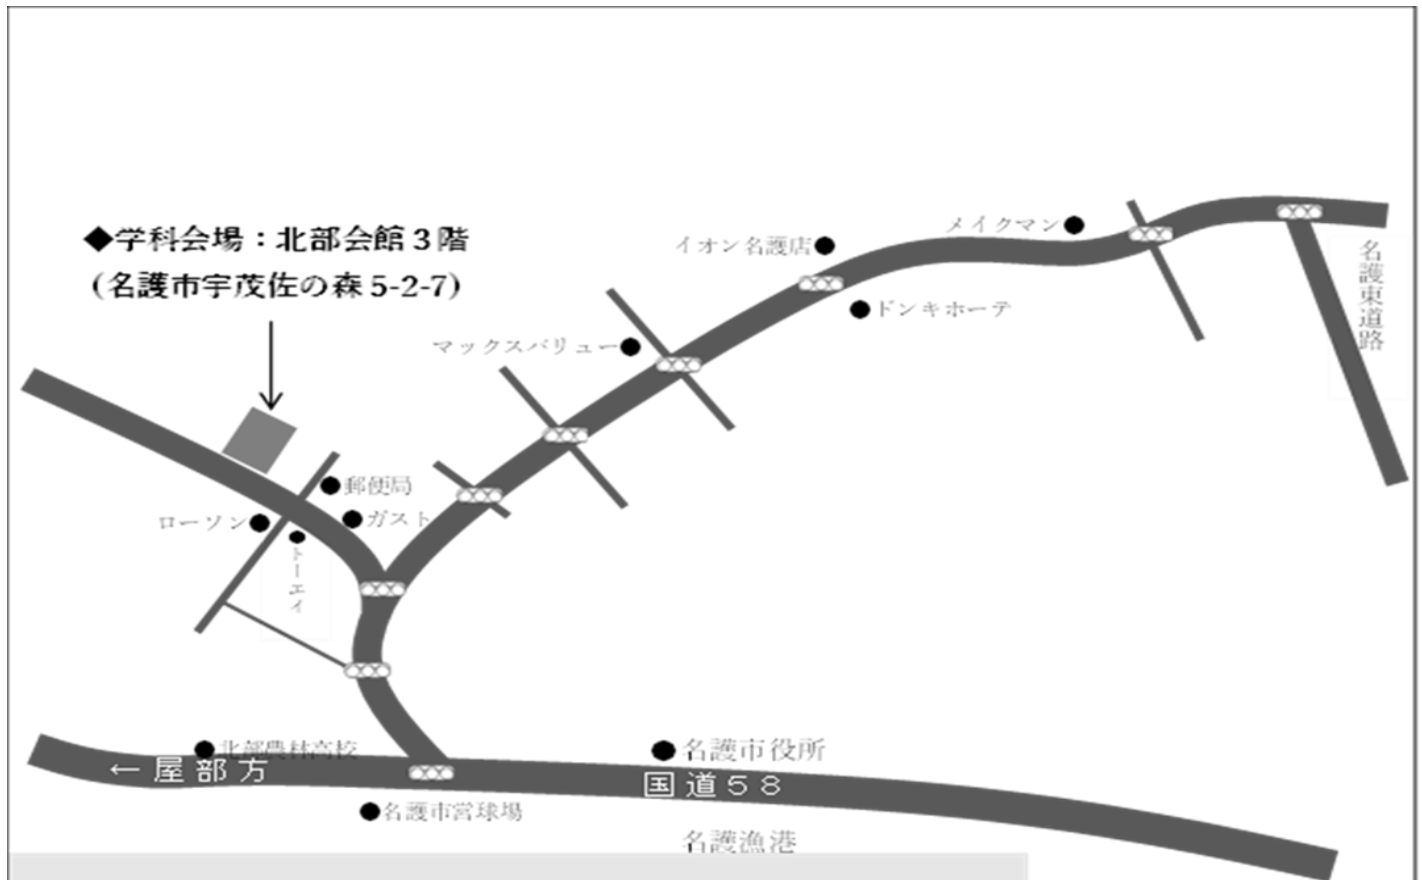 ◆学科会場：北部会館３階
(名護市宇茂佐の森 5-2-7)
メイクマン
イオン名護店
ドンキホーテ
名護東道路
マックスバリュー
郵便局
ガスト
ローソン
トーエイ
北部農林高校
←屋部方
名護市役所
国道５８
名護市営球場
名護漁港